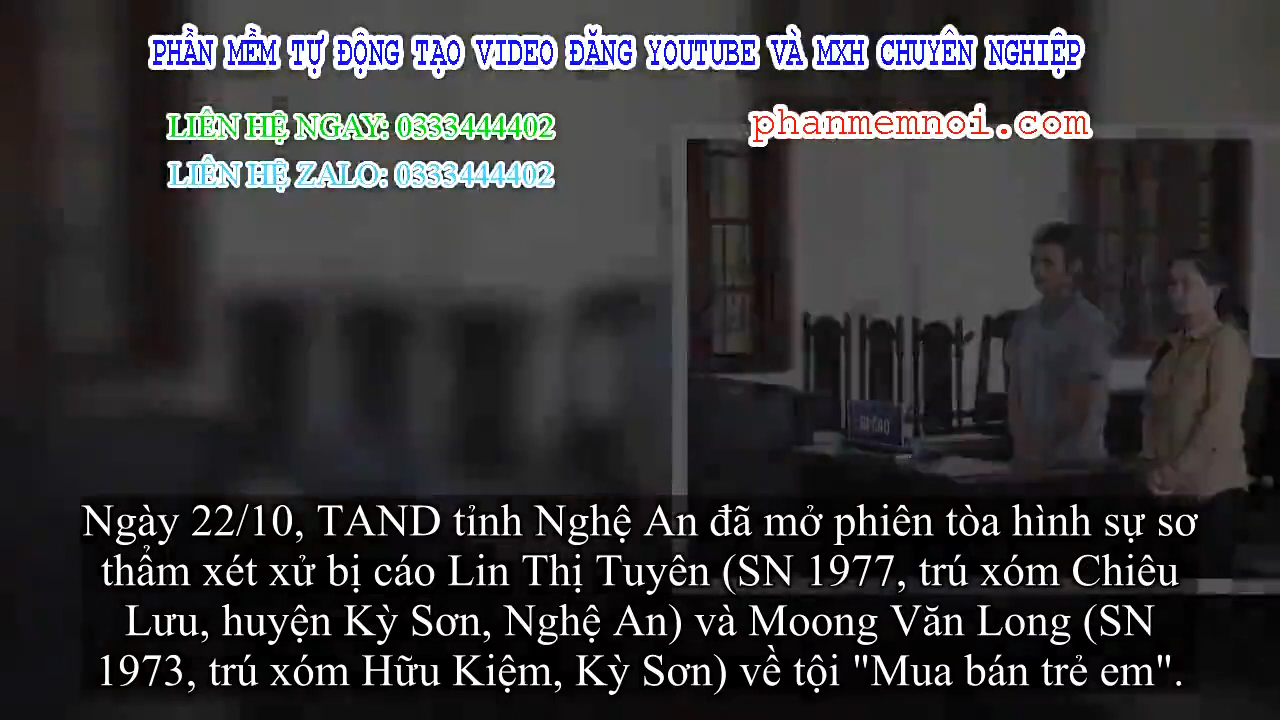 PHẦN MỀM TỰ ĐỘNG TẠO VIDEO ĐĂNG YOUTUBE VÀ MXH CHUYÊN NGHIỆP
LIÊN HỆ NGAY: 0333444402
phanmemnoi.com
LIÊN HỆ ZALO: 0333444402
BỊ CÁO
Ngày 22/10, TAND tỉnh Nghệ An đã mở phiên tòa hình sự sơ
thẩm xét xử bị cáo Lin Thị Tuyên (SN 1977, trú xóm Chiêu
Lưu, huyện Kỳ Sơn, Nghệ An) và Moong Văn Long (SN
1973, trú xóm Hữu Kiệm, Kỳ Sơn) về tội "Mua bán trẻ em".